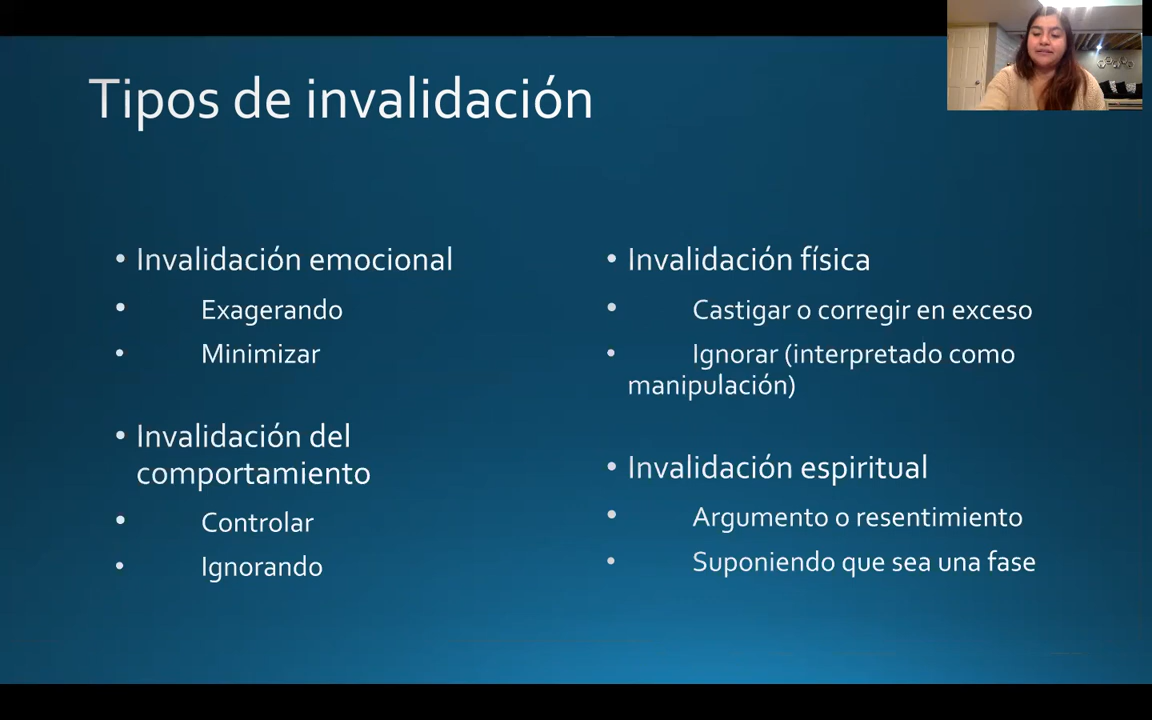 Tipos de invalidación
• Invalidación emocional
• Exagerando
• Minimizar
• Invalidación del
comportamiento
• Controlar
• Ignorando
• Invalidación física
• Castigar o corregir en exceso
• Ignorar (interpretado como
manipulación)
• Invalidación espiritual
• Argumento o resentimiento
• Suponiendo que sea una fase